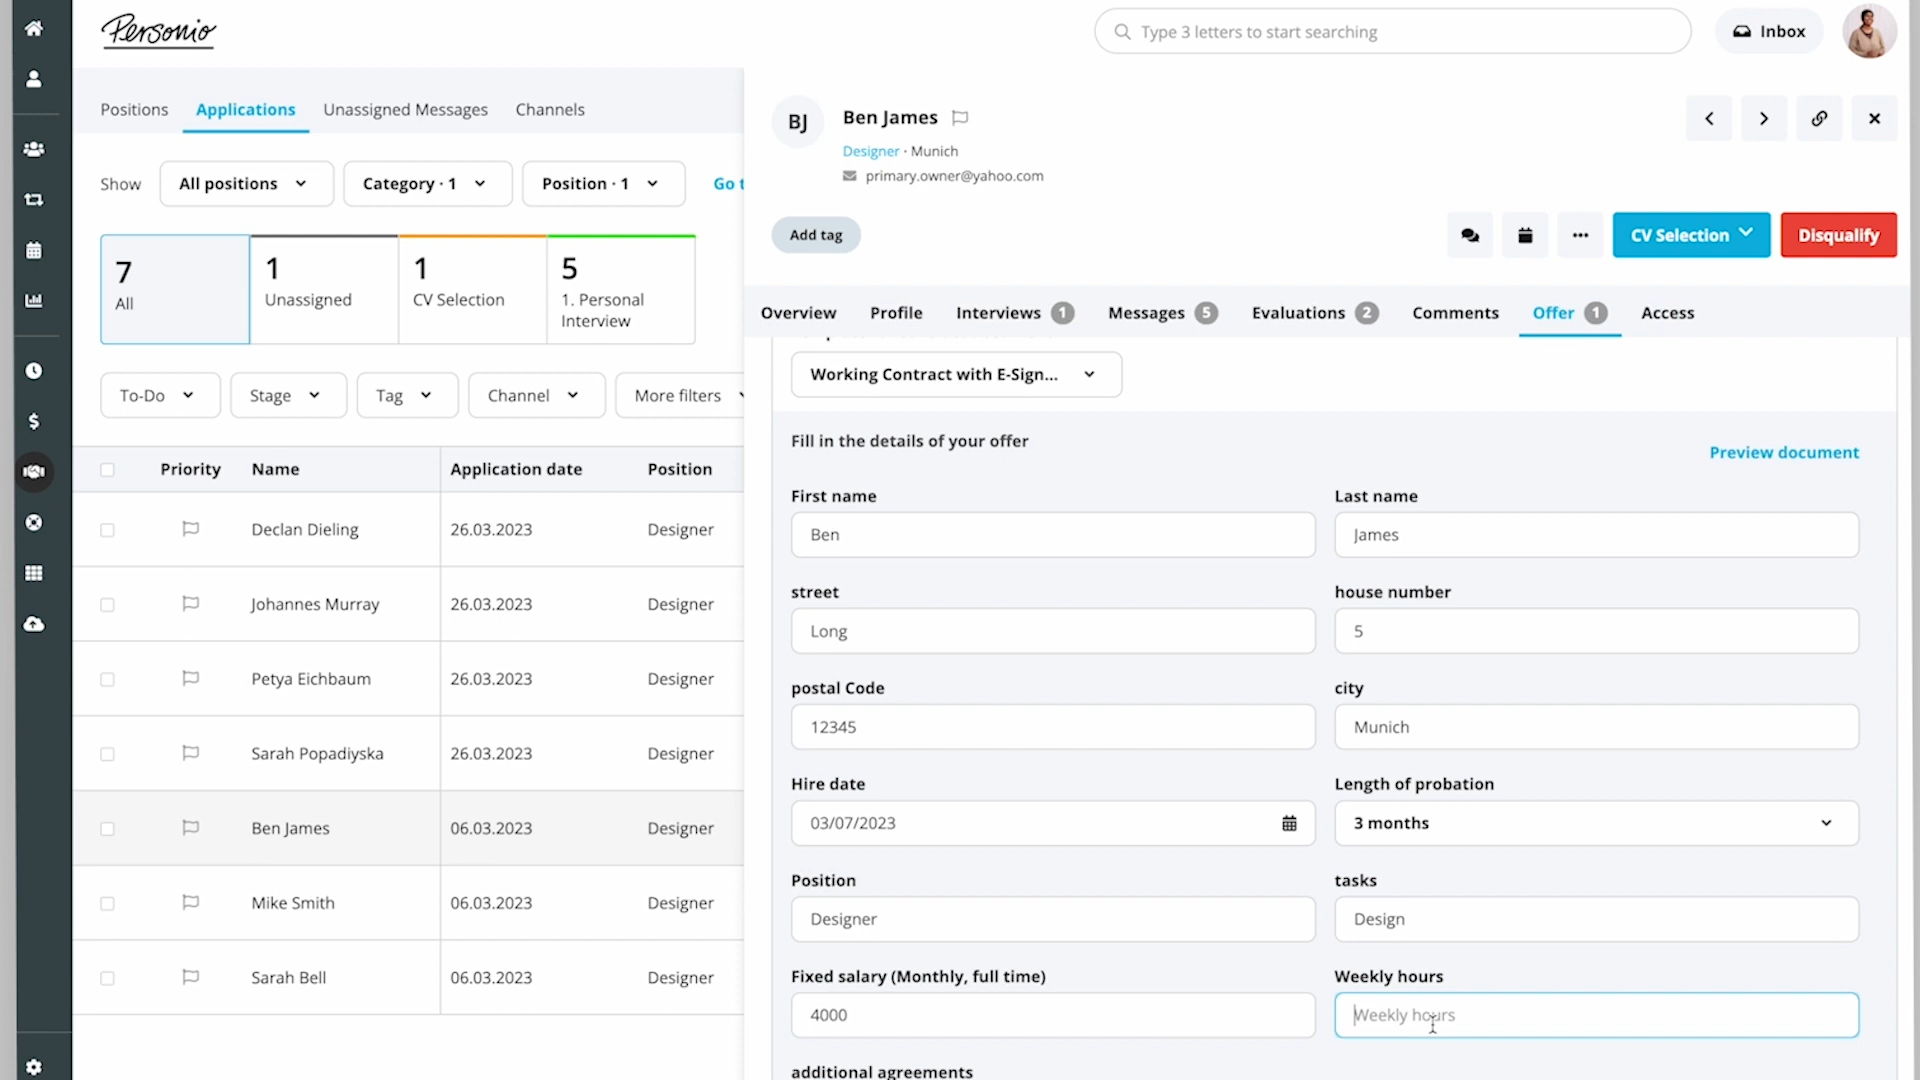 Personio
Type 3 letters to start searching
Inbox
Positions
Applications
Unassigned Messages
Channels
Show
All positions
Category · 1
Position · 1
Go t
7
All
1
Unassigned
1
CV Selection
5
1. Personal
Interview
To-Do
Stage
Tag
Channel
More filters
Priority
Name
Application date
Position
Declan Dieling
26.03.2023
Designer
Johannes Murray
26.03.2023
Designer
Petya Eichbaum
26.03.2023
Designer
Sarah Popadiyska
26.03.2023
Designer
Ben James
06.03.2023
Designer
Mike Smith
06.03.2023
Designer
Sarah Bell
06.03.2023
Designer
BJ
Ben James
Designer · Munich
primary.owner@yahoo.com
Add tag
CV Selection
Disqualify
Overview
Profile
Interviews 1
Messages 5
Evaluations 2
Comments
Offer 1
Access
Working Contract with E-Sign...
Fill in the details of your offer
Preview document
First name
Last name
Ben
James
street
house number
Long
5
postal Code
city
12345
Munich
Hire date
Length of probation
03/07/2023
3 months
Position
tasks
Designer
Design
Fixed salary (Monthly, full time)
Weekly hours
4000
Weekly hours
additional agreements